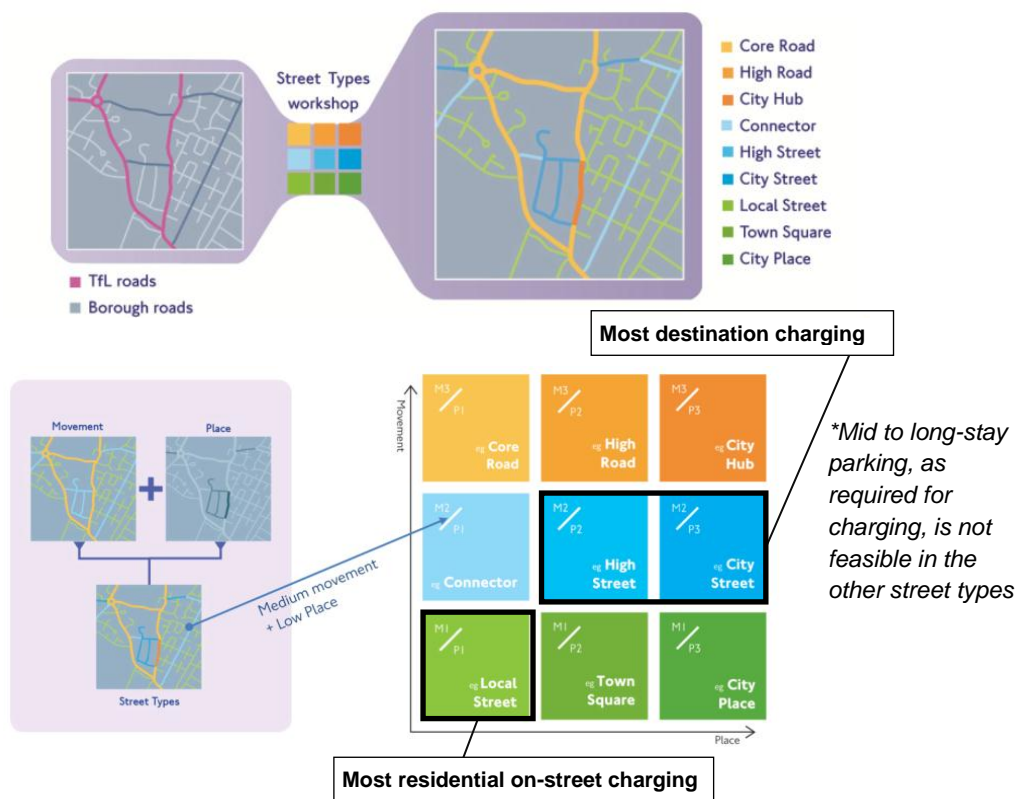 Street Types
workshop
Core Road
High Road
City Hub
Connector
High Street
City Street
Local Street
Town Square
City Place
TfL roads
Borough roads
Most destination charging
Movement
Place
Street Types
Medium movement
+ Low Place
Movement
M3
P1
eg Core
Road
M3
P2
eg High
Road
M3
P3
eg City
Hub
M2
P1
eg Connector
M2
P2
eg High
Street
M2
P3
eg City
Street
M1
P1
eg Local
Street
M1
P2
eg Town
Square
M1
P3
eg City
Place
Place
*Mid to long-stay
parking, as
required for
charging, is not
feasible in the
other street types
Most residential on-street charging